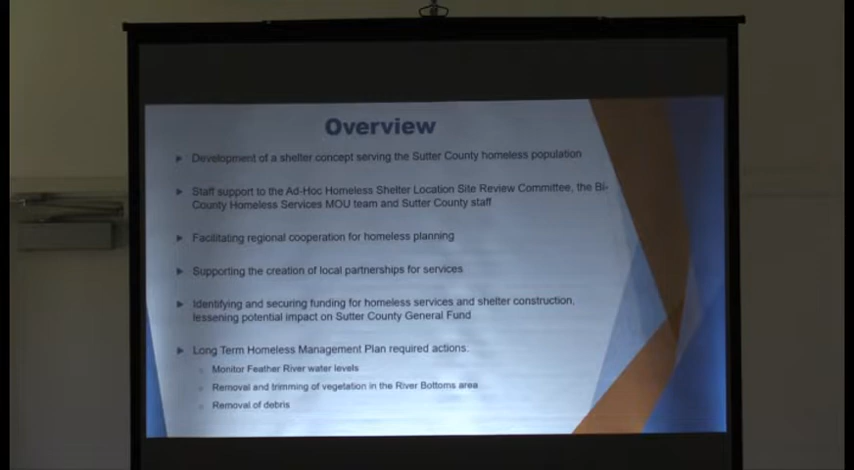 Overview
Development of a shelter concept serving the Sutter County homeless population
Staff support to the Ad-Hoc Homeless Shelter Location Site Review Committee, the Bi-
County Homeless Services MOU team and Sutter County staff
Facilitating regional cooperation for homeless planning
Supporting the creation of local partnerships for services
Identifying and securing funding for homeless services and shelter construction,
lessening potential impact on Sutter County General Fund
Long Term Homeless Management Plan required actions:
Monitor Feather River water levels
Removal and trimming of vegetation in the River Bottoms area
Removal of debris